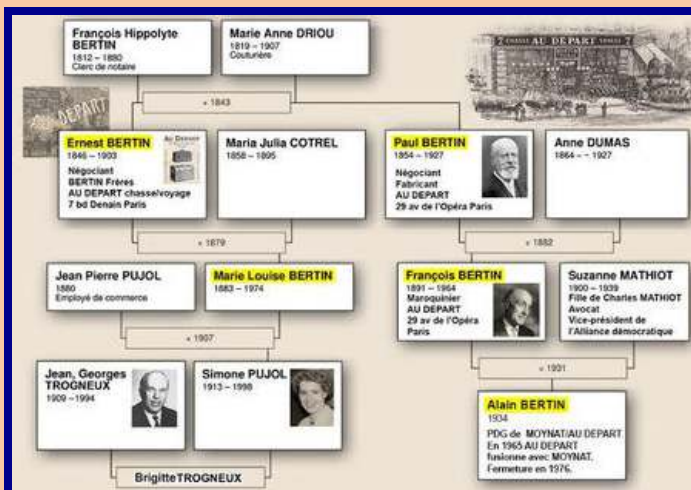 François Hippolyte
BERTIN
1812 – 1880
Clerc de notaire
Marie Anne DRIOU
1819 – 1907
Couturière
7 CHASSE AU DEPART VOYAGE 7
x 1843
DEPART
Ernest BERTIN
1846 – 1903
Négociant
BERTIN Frères
AU DEPART chasse/voyage
7 bd Denain Paris
AU DEPART
Maria Julia COTREL
1858 – 1895
Paul BERTIN
1854 – 1927
Négociant
Fabricant
AU DEPART
29 av de l'Opéra Paris
Anne DUMAS
1864 – ~ 1927
x 1879
x 1882
Jean Pierre PUJOL
1880
Employé de commerce
Marie Louise BERTIN
1883 – 1974
François BERTIN
1891 – 1964
Maroquinier
AU DEPART
29 av de l'Opéra
Paris
Suzanne MATHIOT
1900 – 1939
Fille de Charles MATHIOT
Avocat
Vice-président de
l'Alliance démocratique
x 1907
x 1931
Jean, Georges
TROGNEUX
1909 – 1994
Simone PUJOL
1913 – 1998
Alain BERTIN
1934
PDG de MOYNAT/AU DEPART
En 1965 AU DEPART
fusionne avec MOYNAT.
Fermeture en 1976.
Brigitte TROGNEUX